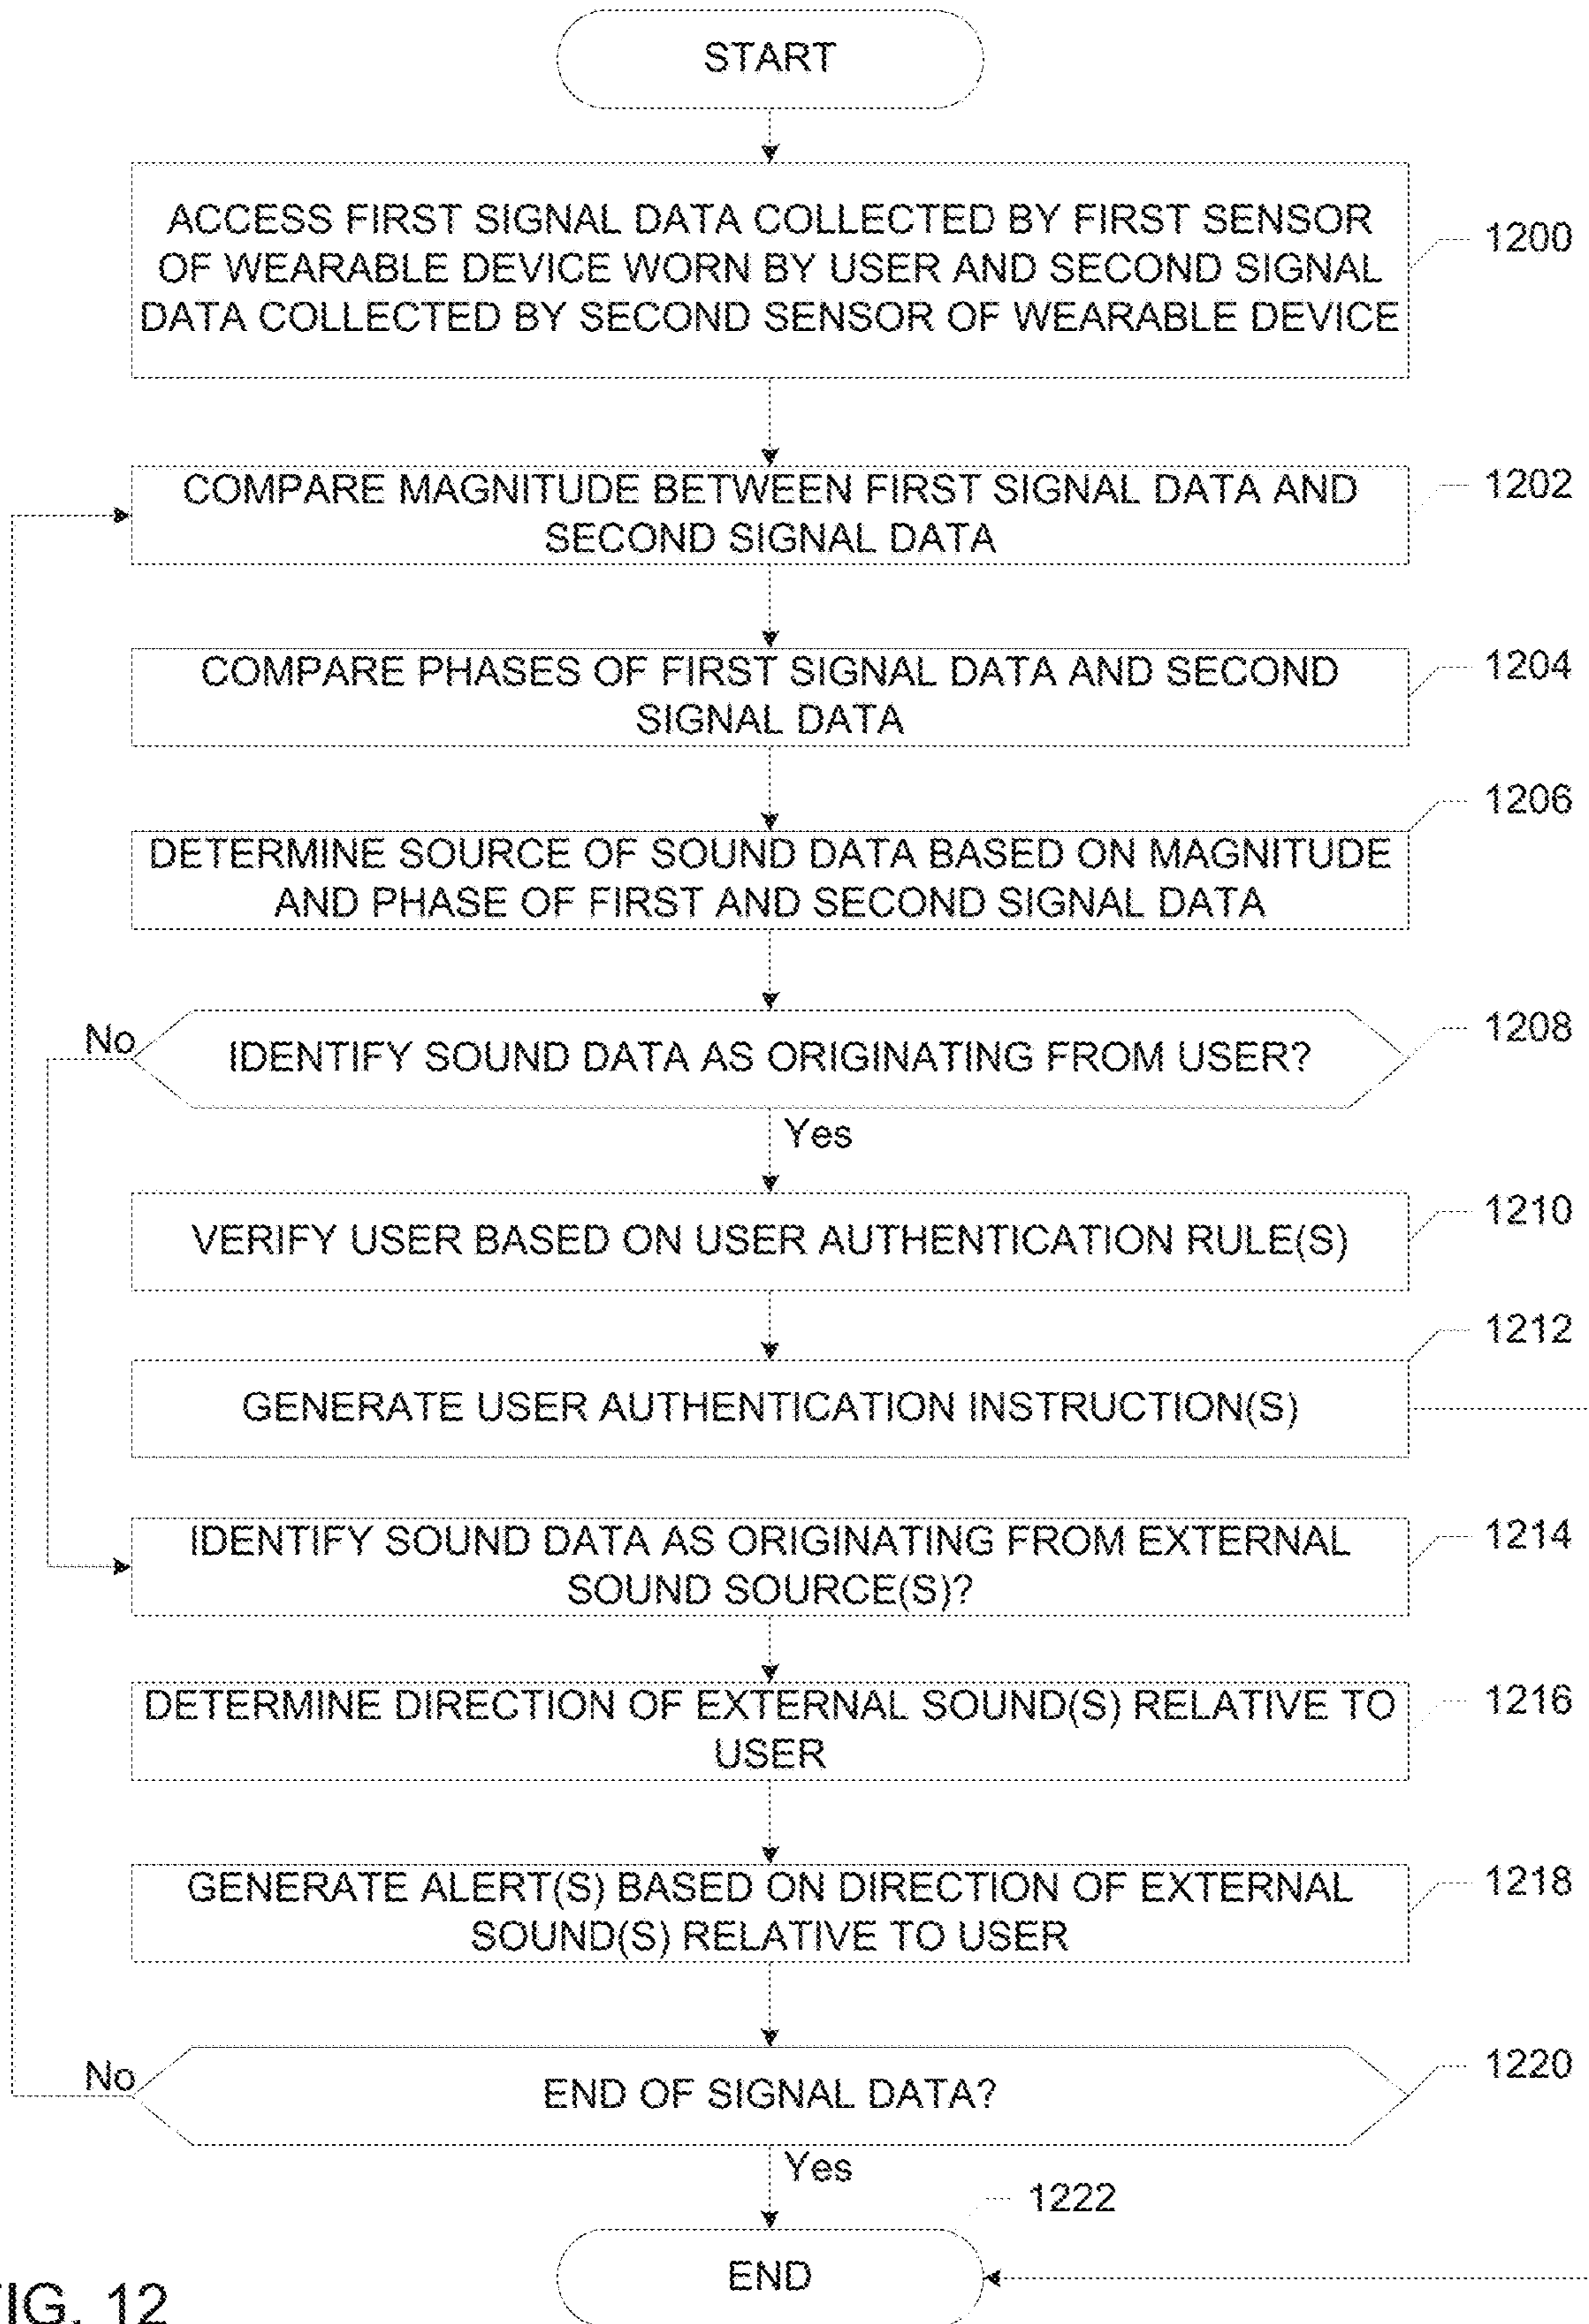 START
ACCESS FIRST SIGNAL DATA COLLECTED BY FIRST SENSOR
OF WEARABLE DEVICE WORN BY USER AND SECOND SIGNAL
DATA COLLECTED BY SECOND SENSOR OF WEARABLE DEVICE
1200
COMPARE MAGNITUDE BETWEEN FIRST SIGNAL DATA AND
SECOND SIGNAL DATA
1202
COMPARE PHASES OF FIRST SIGNAL DATA AND SECOND
SIGNAL DATA
1204
DETERMINE SOURCE OF SOUND DATA BASED ON MAGNITUDE
AND PHASE OF FIRST AND SECOND SIGNAL DATA
1206
No
IDENTIFY SOUND DATA AS ORIGINATING FROM USER?
1208
Yes
VERIFY USER BASED ON USER AUTHENTICATION RULE(S)
1210
GENERATE USER AUTHENTICATION INSTRUCTION(S)
1212
IDENTIFY SOUND DATA AS ORIGINATING FROM EXTERNAL
SOUND SOURCE(S)?
1214
DETERMINE DIRECTION OF EXTERNAL SOUND(S) RELATIVE TO
USER
1216
GENERATE ALERT(S) BASED ON DIRECTION OF EXTERNAL
SOUND(S) RELATIVE TO USER
1218
No
END OF SIGNAL DATA?
1220
Yes
1222
END
FIG. 12